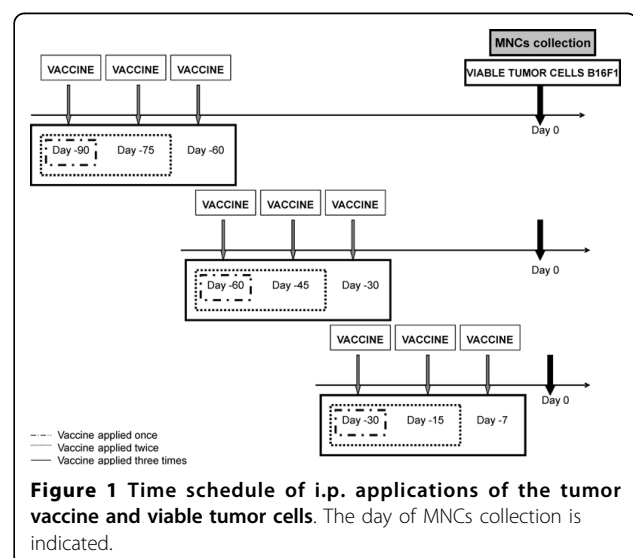 MNCs collection
VACCINE VACCINE VACCINE
VIABLE TUMOR CELLS B16F1
Day 0
Day -90 Day -75 Day -60
VACCINE VACCINE VACCINE
Day 0
Day -60 Day -45 Day -30
VACCINE VACCINE VACCINE
Day 0
Day -30 Day -15 Day -7
Vaccine applied once
Vaccine applied twice
Vaccine applied three times
Figure 1 Time schedule of i.p. applications of the tumor
vaccine and viable tumor cells. The day of MNCs collection is
indicated.